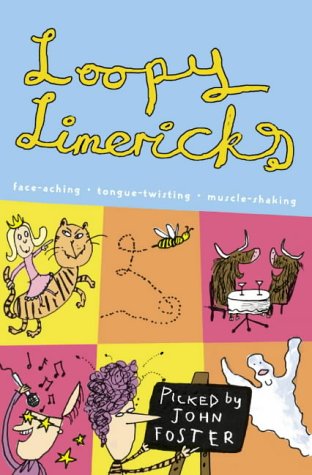 Loopy
Limericks
face-aching • tongue-twisting • muscle-shaking
PICKED by
JOHN
FOSTER